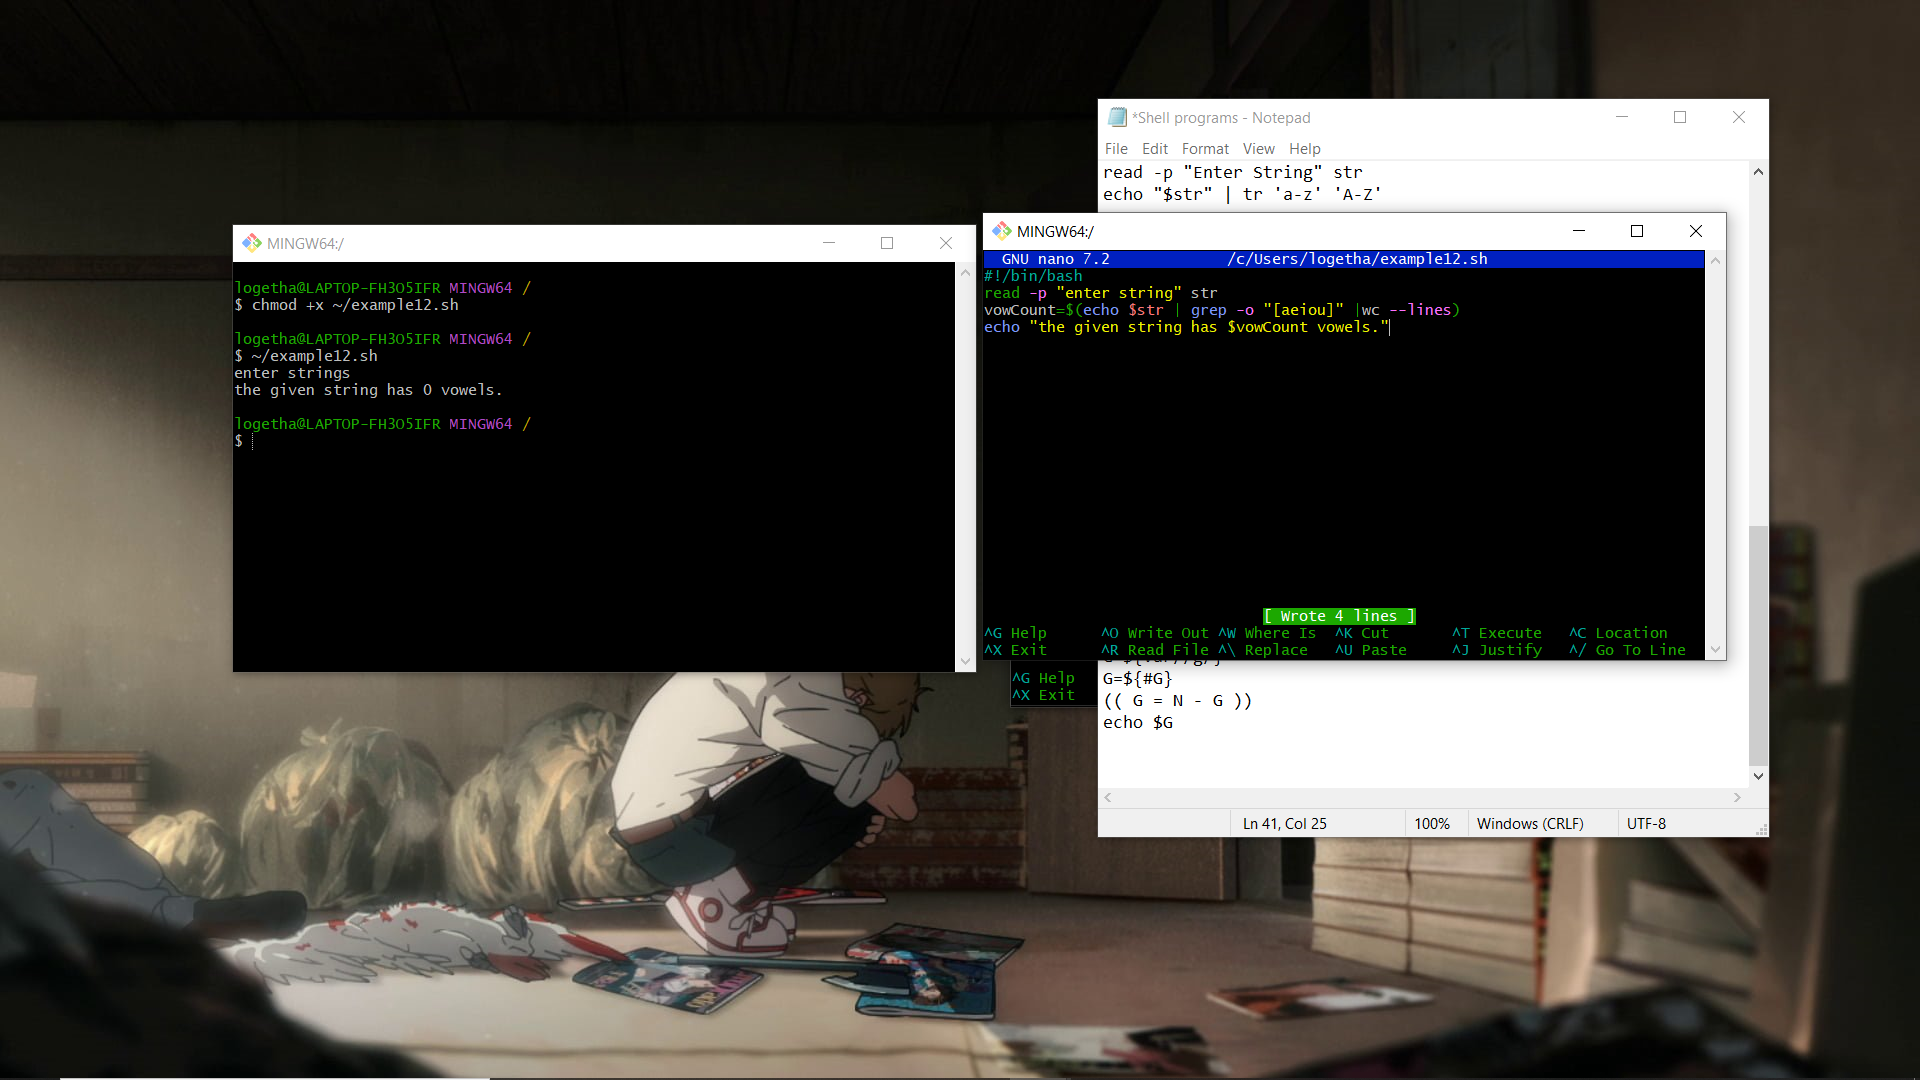 *Shell programs - Notepad
File Edit Format View Help
read -p "Enter String" str
echo "$str" | tr 'a-z' 'A-Z'
MINGW64:/
logetha@LAPTOP-FH3O5IFR MINGW64 /
$ chmod +x ~/example12.sh
logetha@LAPTOP-FH3O5IFR MINGW64 /
$ ~/example12.sh
enter strings
the given string has 0 vowels.
logetha@LAPTOP-FH3O5IFR MINGW64 /
$
MINGW64:/
GNU nano 7.2 /c/Users/logetha/example12.sh
#!/bin/bash
read -p "enter string" str
vowCount=$(echo $str | grep -o "[aeiou]" |wc --lines)
echo "the given string has $vowCount vowels."
[ Wrote 4 lines ]
^G Help ^O Write Out ^W Where Is ^K Cut ^T Execute ^C Location
^X Exit ^R Read File ^\ Replace ^U Paste ^J Justify ^/ Go To Line
^G Help
^X Exit
G=${#G}
(( G = N - G ))
echo $G
Ln 41, Col 25 100% Windows (CRLF) UTF-8